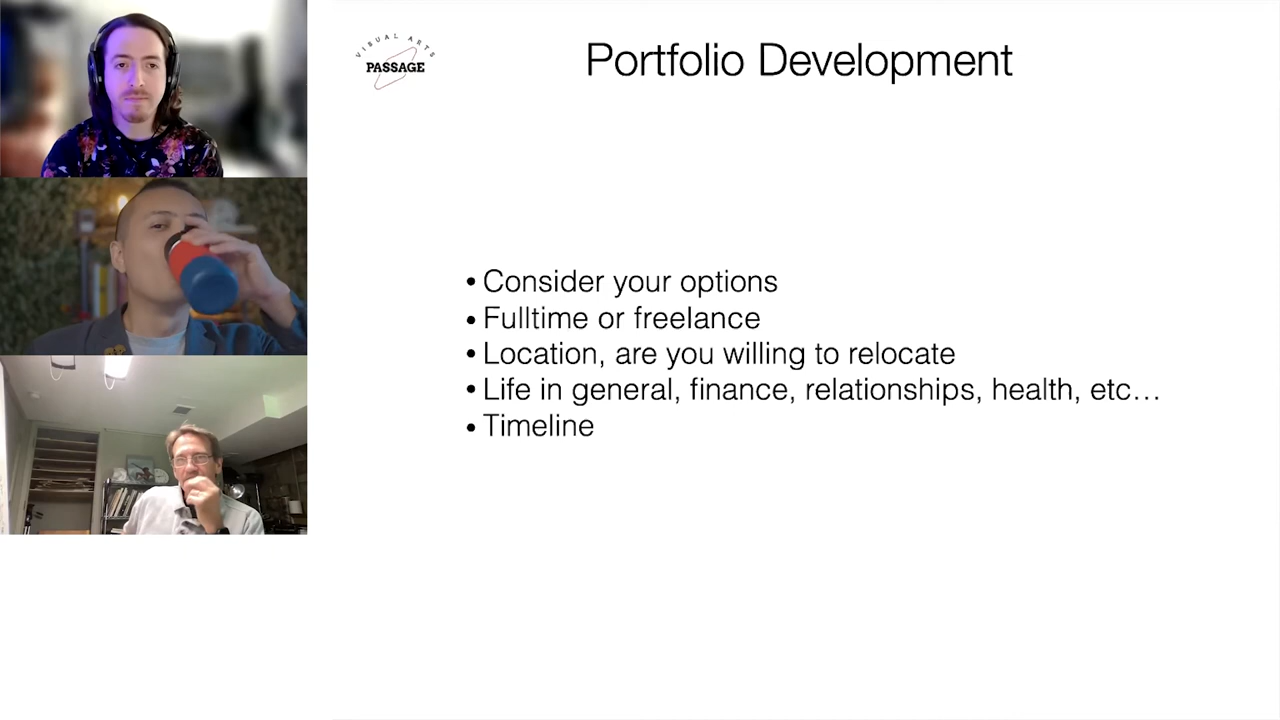 VISUAL ARTS
PASSAGE
Portfolio Development
• Consider your options
• Fulltime or freelance
• Location, are you willing to relocate
• Life in general, finance, relationships, health, etc…
• Timeline